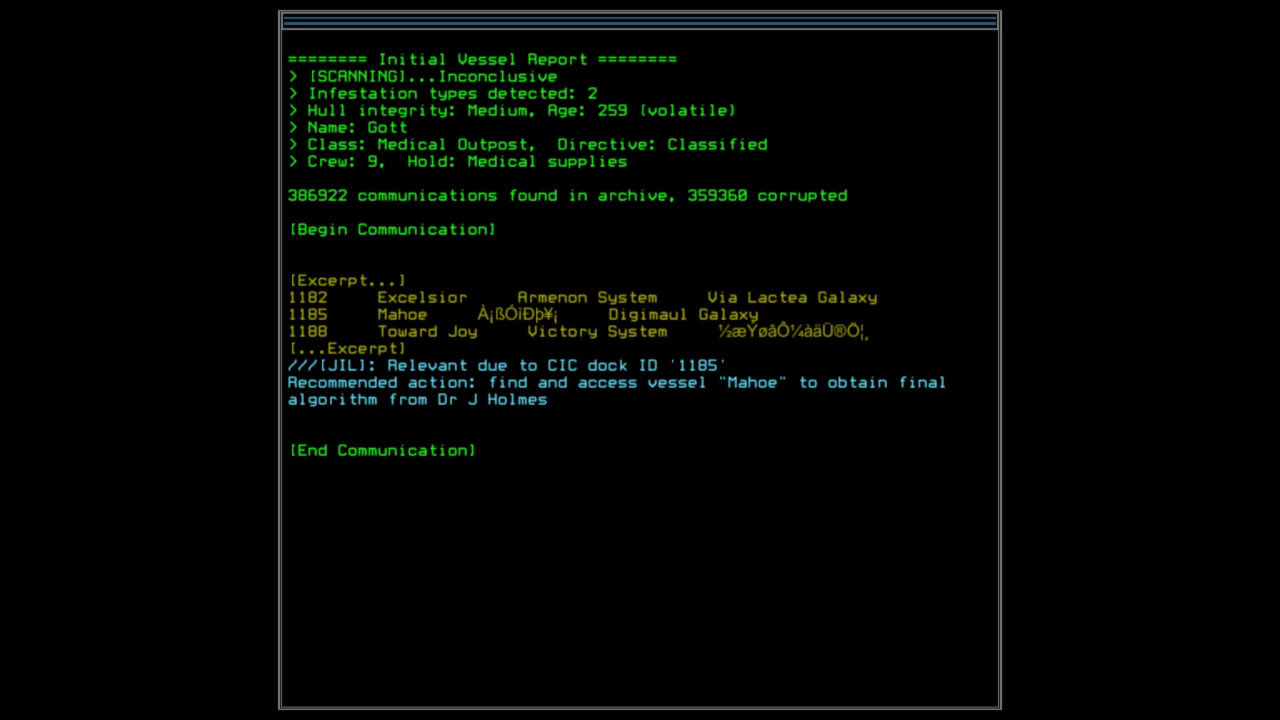 ======== Initial Vessel Report ========
> [SCANNING]...Inconclusive
> Infestation types detected: 2
> Hull integrity: Medium, Age: 259 (volatile)
> Name: Gott
> Class: Medical Outpost,  Directive: Classified
> Crew: 9,  Hold: Medical supplies
386922 communications found in archive, 359360 corrupted
[Begin Communication]
[Excerpt...]
1182     Excelsior     Armenon System     Via Lactea Galaxy
1185     Mahoe     À¡ßÓìÐþ¥¡     Digimaul Galaxy
1188     Toward Joy     Victory System     ½æÝøâÔ¼àäÜ®Ö¦¸
[...Excerpt]
///[JIL]: Relevant due to CIC dock ID '1185'
Recommended action: find and access vessel "Mahoe" to obtain final
algorithm from Dr J Holmes
[End Communication]